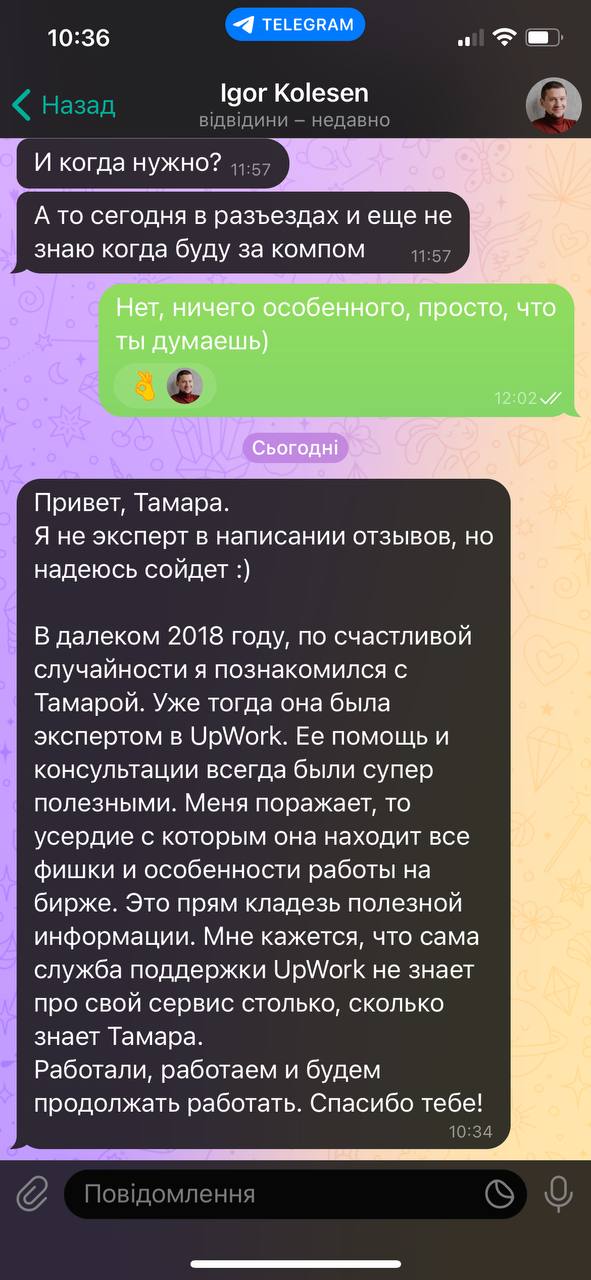 10:36
TELEGRAM
Назад
Igor Kolesen
відвідини – недавно
И когда нужно? 11:57
А то сегодня в разъездах и еще не
знаю когда буду за компом 11:57
Нет, ничего особенного, просто, что
ты думаешь)
12:02
Сьогодні
Привет, Тамара.
Я не эксперт в написании отзывов, но
надеюсь сойдет :)
В далеком 2018 году, по счастливой
случайности я познакомился с
Тамарой. Уже тогда она была
экспертом в UpWork. Ее помощь и
консультации всегда были супер
полезными. Меня поражает, то
усердие с которым она находит все
фишки и особенности работы на
бирже. Это прям кладезь полезной
информации. Мне кажется, что сама
служба поддержки UpWork не знает
про свой сервис столько, сколько
знает Тамара.
Работали, работаем и будем
продолжать работать. Спасибо тебе!
10:34
Повідомлення